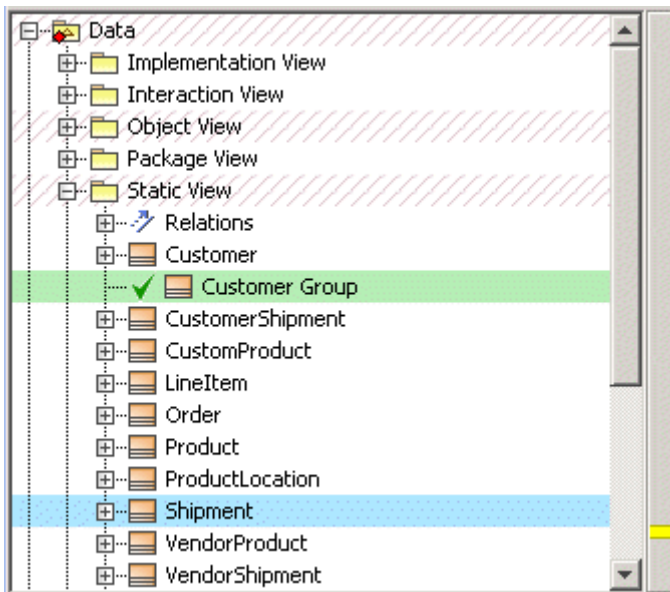 Data
Implementation View
Interaction View
Object View
Package View
Static View
Relations
Customer
Customer Group
CustomerShipment
CustomProduct
LineItem
Order
Product
ProductLocation
Shipment
VendorProduct
VendorShipment